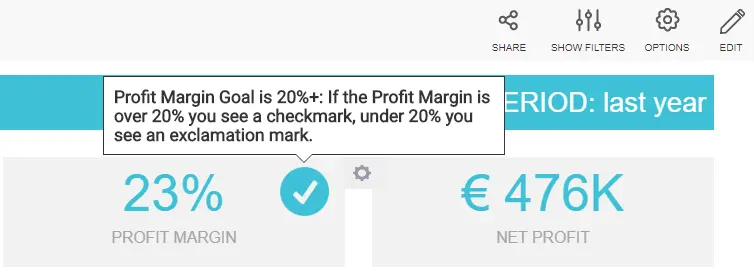 SHARE SHOW FILTERS OPTIONS EDIT
Profit Margin Goal is 20%+: If the Profit Margin is
over 20% you see a checkmark, under 20% you
see an exclamation mark.
ERIOD: last year
23% € 476K
PROFIT MARGIN NET PROFIT